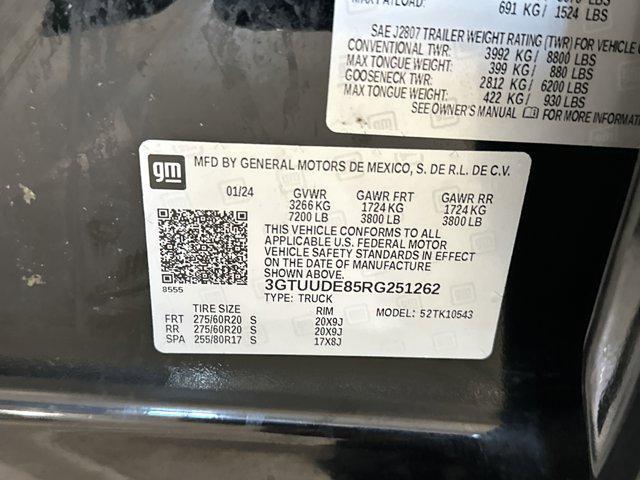 691 KG / 1524 LBS
SAE J2807 TRAILER WEIGHT RATING (TWR) FOR VEHICLE
CONVENTIONAL TWR: 3992 KG / 8800 LBS
MAX TONGUE WEIGHT: 399 KG / 880 LBS
GOOSENECK TWR: 2812 KG / 6200 LBS
MAX TONGUE WEIGHT: 422 KG / 930 LBS
SEE OWNER'S MANUAL FOR MORE INFORMATION
gm
MFD BY GENERAL MOTORS DE MEXICO, S. DE R.L. DE C.V.
01/24 GVWR GAWR FRT GAWR RR
3266 KG 1724 KG 1724 KG
7200 LB 3800 LB 3800 LB
THIS VEHICLE CONFORMS TO ALL
APPLICABLE U.S. FEDERAL MOTOR
VEHICLE SAFETY STANDARDS IN EFFECT
ON THE DATE OF MANUFACTURE
SHOWN ABOVE.
8555
3GTUUDE85RG251262
TYPE: TRUCK
TIRE SIZE RIM MODEL: 52TK10543
FRT 275/60R20 S 20X9J
RR 275/60R20 S 20X9J
SPA 255/80R17 S 17X8J